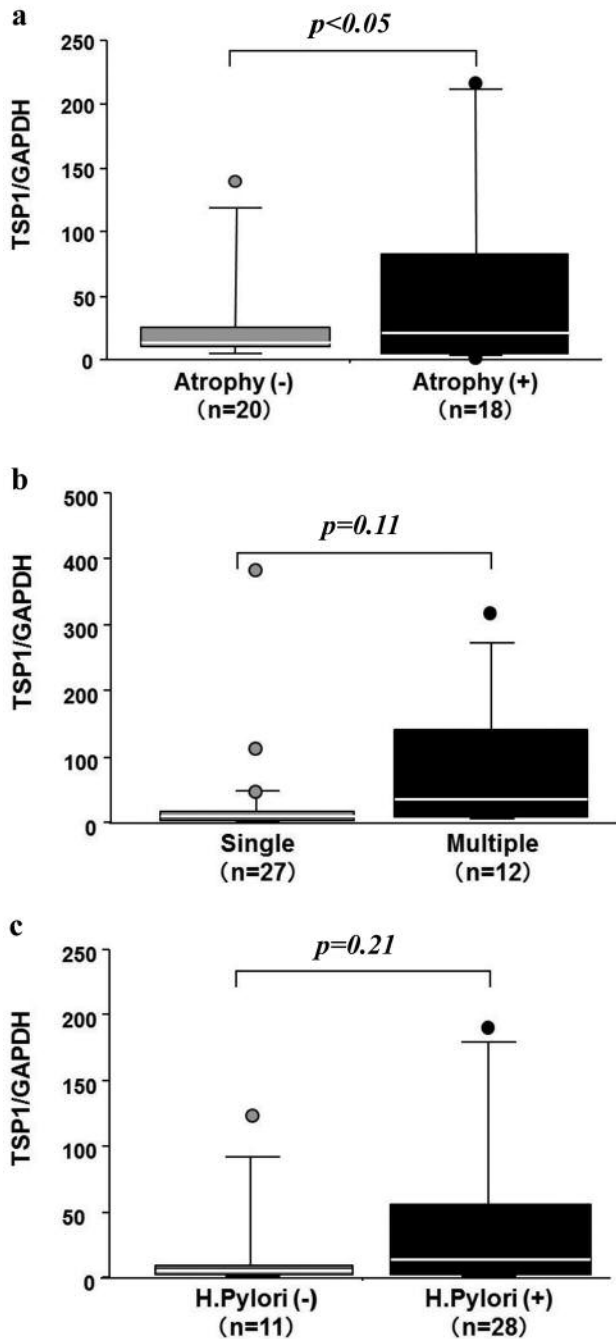 a
p<0.05
TSP1/GAPDH
250
200
150
100
50
0
Atrophy (-) Atrophy (+)
(n=20) (n=18)
b
p=0.11
TSP1/GAPDH
500
400
300
200
100
0
Single Multiple
(n=27) (n=12)
c
p=0.21
TSP1/GAPDH
250
200
150
100
50
0
H.Pylori (-) H.Pylori (+)
(n=11) (n=28)